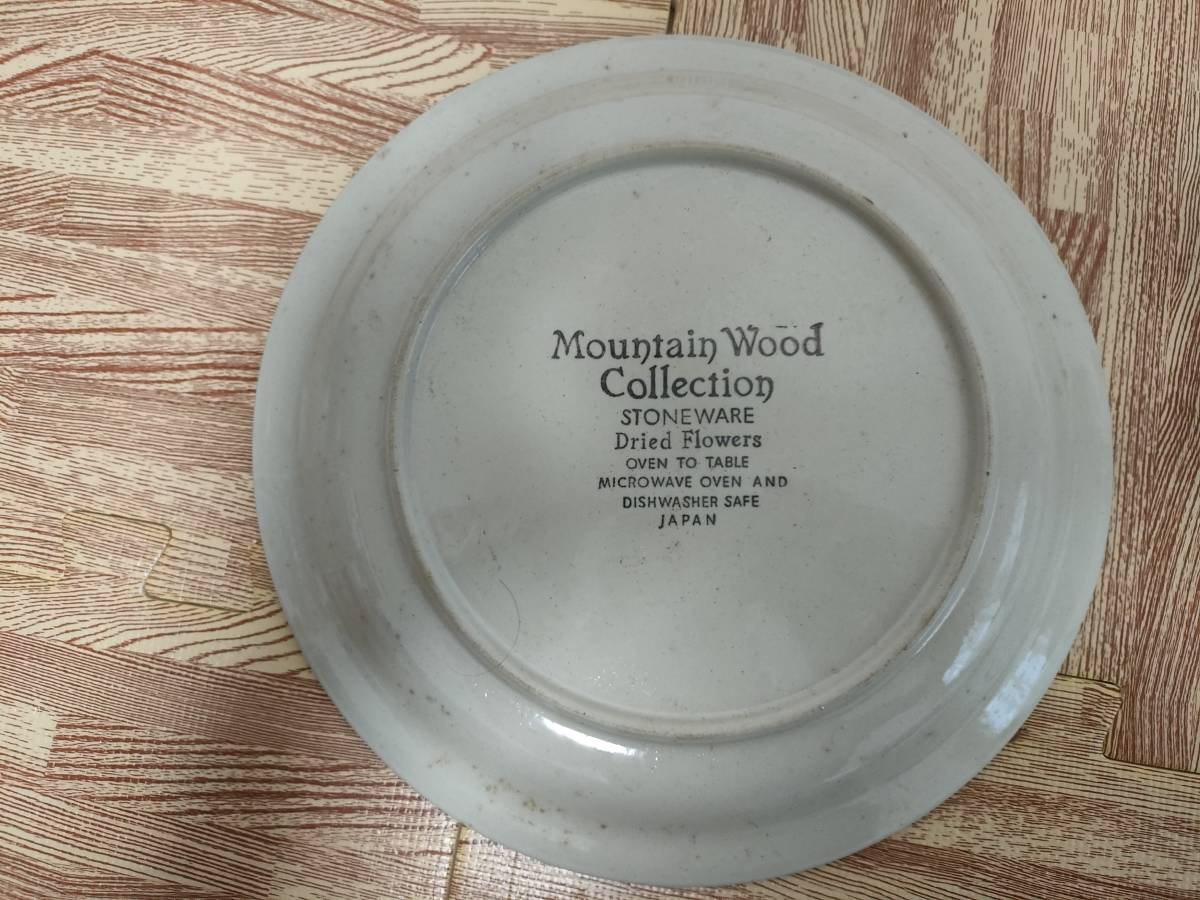 Mountain Wood
Collection
STONEWARE
Dried Flowers
OVEN TO TABLE
MICROWAVE OVEN AND
DISHWASHER SAFE
JAPAN